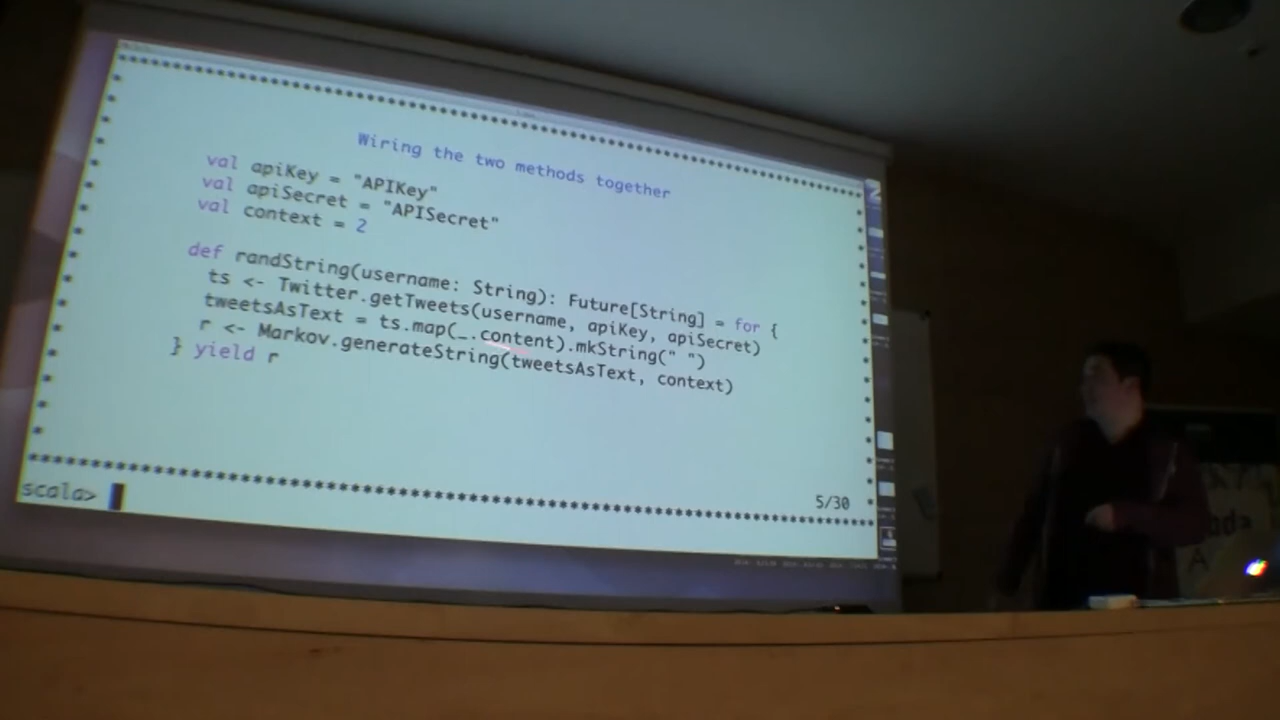 Wiring the two methods together
val apiKey = "APIKey"
val apiSecret = "APISecret"
val context = 2
def randString(username: String): Future[String] = for {
ts <- Twitter.getTweets(username, apiKey, apiSecret)
tweetsAsText = ts.map(_.content).mkString(" ")
r <- Markov.generateString(tweetsAsText, context)
} yield r
5/30
scala>